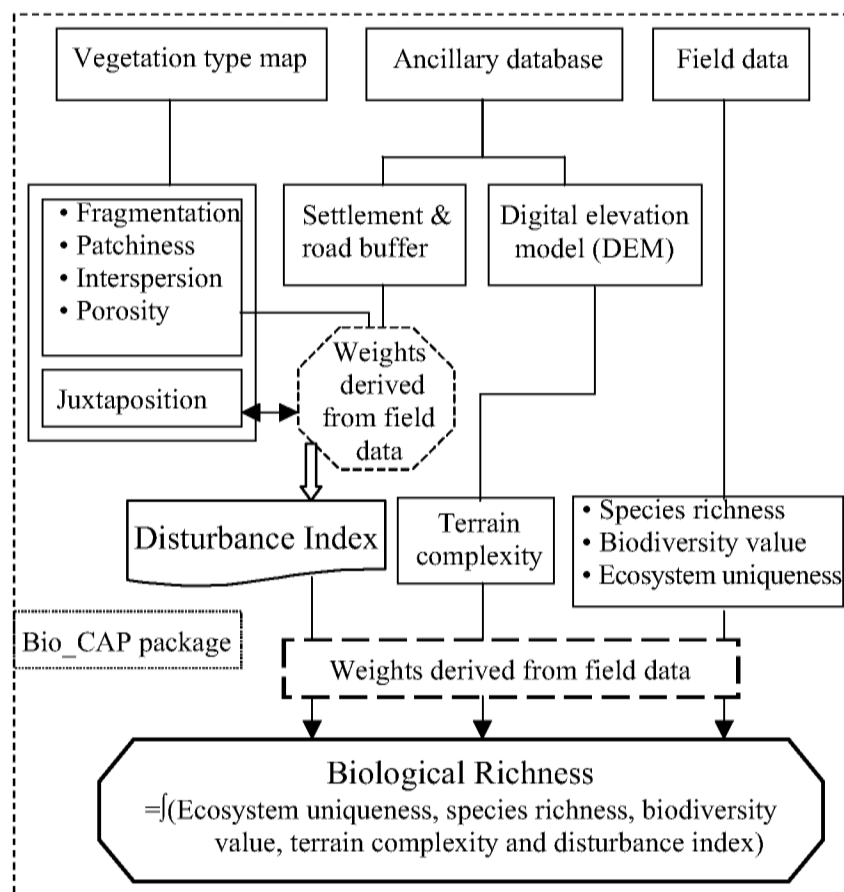 Vegetation type map
Ancillary database
Field data
• Fragmentation
• Patchiness
• Interspersion
• Porosity
Settlement &
road buffer
Digital elevation
model (DEM)
Juxtaposition
Weights
derived
from field
data
Disturbance Index
Terrain
complexity
• Species richness
• Biodiversity value
• Ecosystem uniqueness
Bio_CAP package
Weights derived from field data
Biological Richness
=∫(Ecosystem uniqueness, species richness, biodiversity
value, terrain complexity and disturbance index)